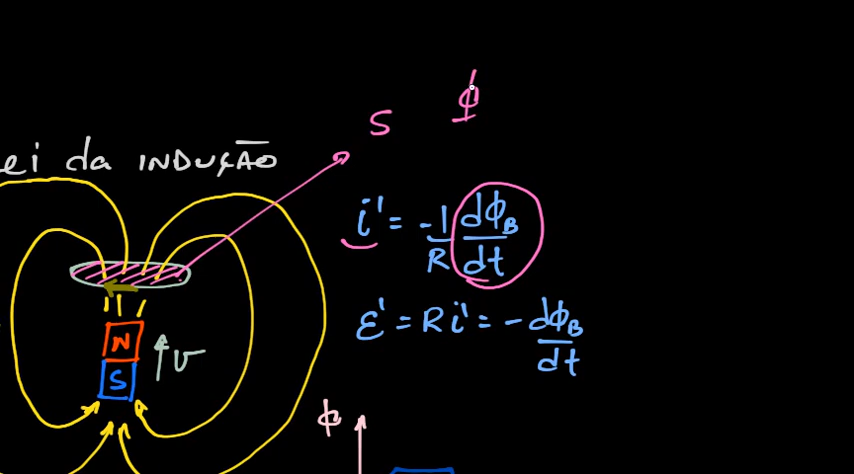 S ϕ
ei da INDUÇÃO
i' = -1/R dϕB/dt
N
ε' = Ri' = -dϕB/dt
v
S
ϕ